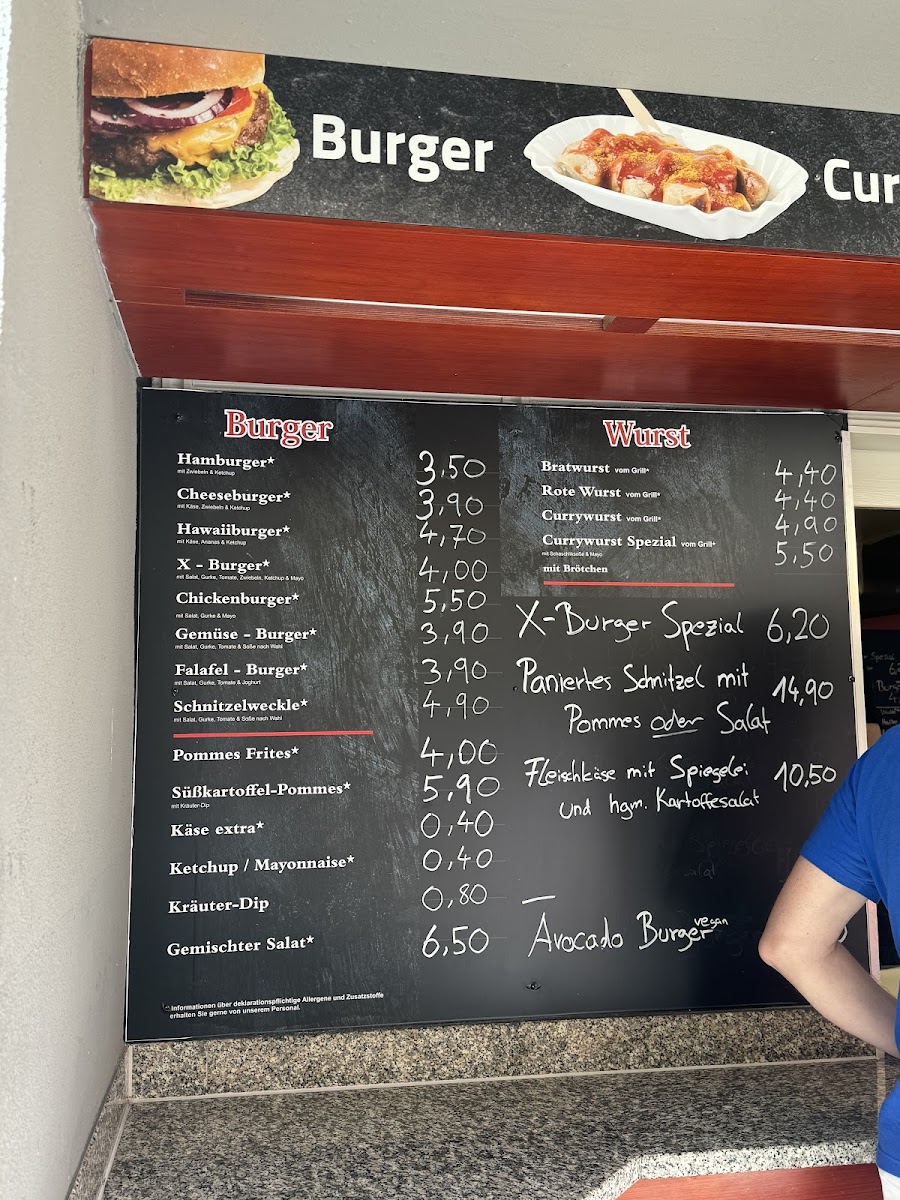 Burger
Cur
Burger
Hamburger* 3,50
mit Zwiebeln & Ketchup
Cheeseburger* 3,90
mit Käse, Zwiebeln & Ketchup
Hawaiiburger* 4,70
mit Käse, Ananas & Ketchup
X - Burger* 4,00
mit Salat, Gurke, Tomate, Zwiebeln, Ketchup & Mayo
Chickenburger* 5,50
mit Salat, Gurke & Mayo
Gemüse - Burger* 3,90
mit Salat, Gurke, Tomate & Soße nach Wahl
Falafel - Burger* 3,90
mit Salat, Gurke, Tomate & Joghurt
Schnitzelweckle* 4,90
mit Salat, Gurke, Tomate & Soße nach Wahl
Pommes Frites* 4,00
Süßkartoffel-Pommes* 5,90
mit Kräuter-Dip
Käse extra* 0,40
Ketchup / Mayonnaise* 0,40
Kräuter-Dip 0,80
Gemischter Salat* 6,50
Informationen über deklarationspflichtige Allergene und Zusatzstoffe
erhalten Sie gerne von unserem Personal.
Wurst
Bratwurst vom Grill* 4,40
Rote Wurst vom Grill* 4,40
Currywurst vom Grill* 4,90
Currywurst Spezial vom Grill* 5,50
mit Schaschliksoße & Mayo
mit Brötchen
X-Burger Spezial 6,20
Paniertes Schnitzel mit
Pommes oder Salat 14,90
Fleischkäse mit Spiegelei 10,50
und hgm. Kartoffesalat
Avocado Burger vegan